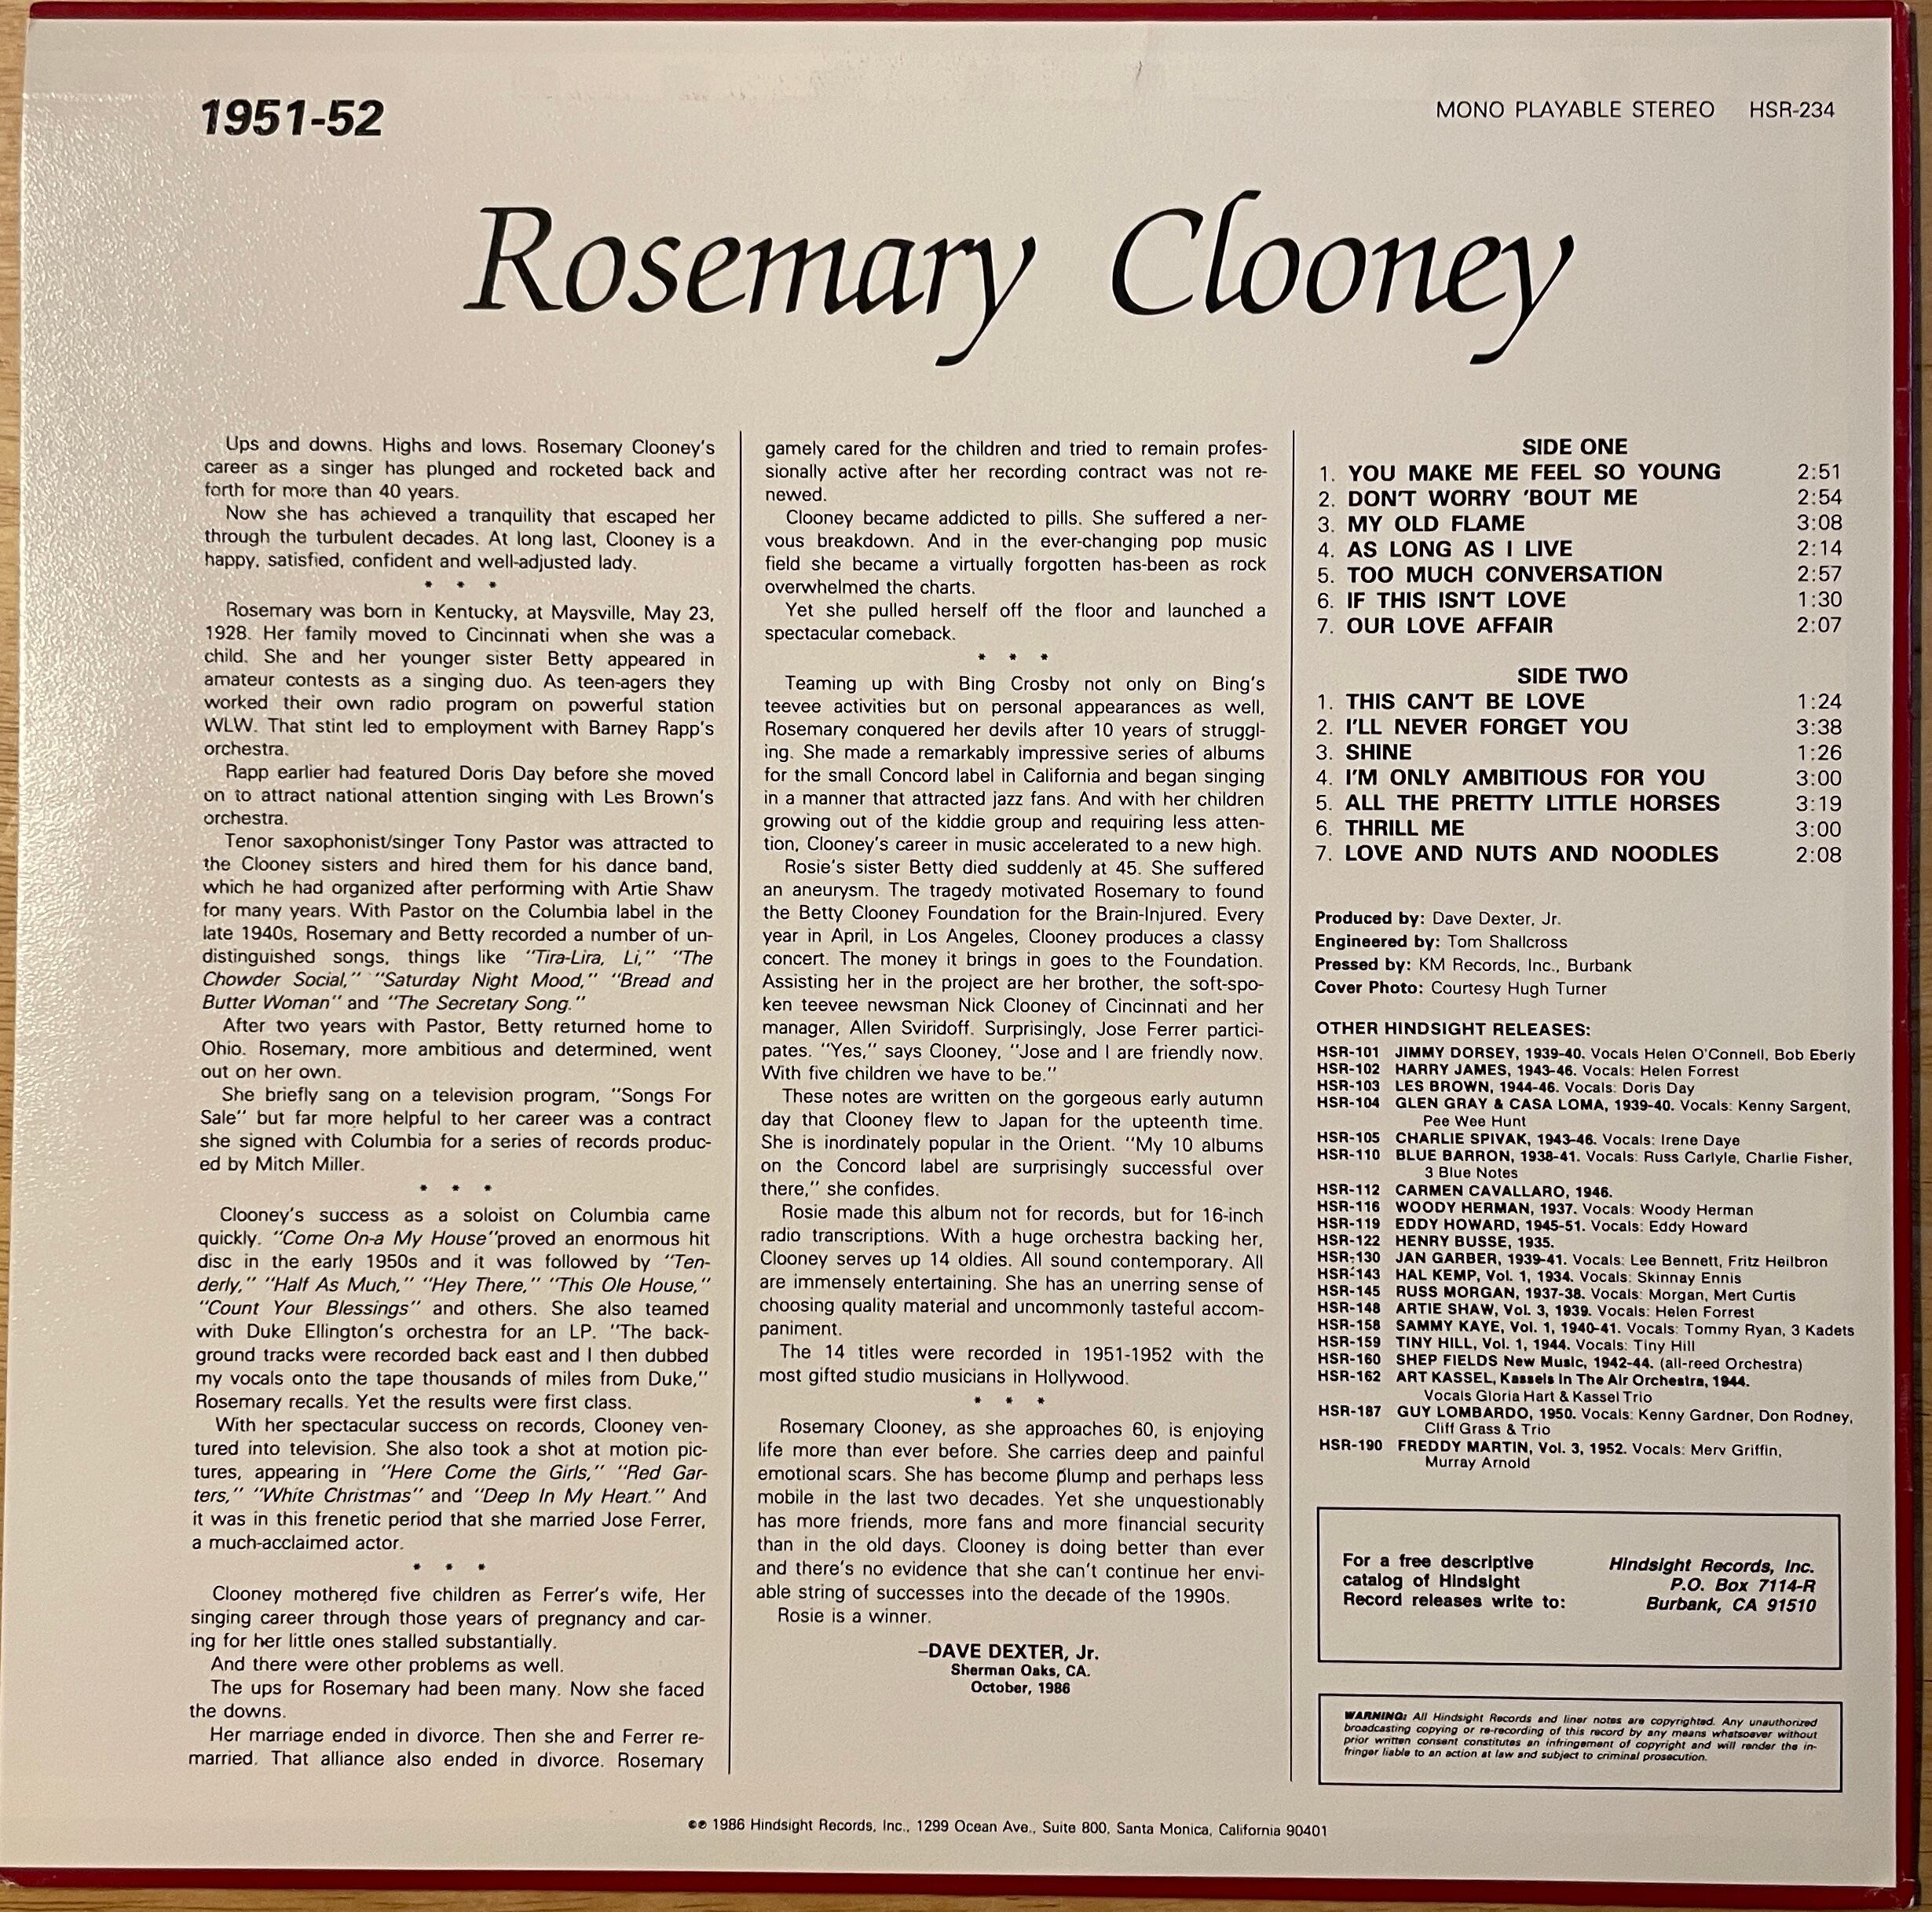 1951-52
MONO PLAYABLE STEREO HSR-234
Rosemary Clooney
Ups and downs. Highs and lows. Rosemary Clooney's
career as a singer has plunged and rocketed back and
forth for more than 40 years.
Now she has achieved a tranquility that escaped her
through the turbulent decades. At long last, Clooney is a
happy, satisfied, confident and well-adjusted lady.
* * *
Rosemary was born in Kentucky, at Maysville, May 23,
1928. Her family moved to Cincinnati when she was a
child. She and her younger sister Betty appeared in
amateur contests as a singing duo. As teen-agers they
worked their own radio program on powerful station
WLW. That stint led to employment with Barney Rapp's
orchestra.
Rapp earlier had featured Doris Day before she moved
on to attract national attention singing with Les Brown's
orchestra.
Tenor saxophonist/singer Tony Pastor was attracted to
the Clooney sisters and hired them for his dance band,
which he had organized after performing with Artie Shaw
for many years. With Pastor on the Columbia label in the
late 1940s, Rosemary and Betty recorded a number of un-
distinguished songs, things like "Tira-Lira, Li," "The
Chowder Social," "Saturday Night Mood," "Bread and
Butter Woman" and "The Secretary Song."
After two years with Pastor, Betty returned home to
Ohio. Rosemary, more ambitious and determined, went
out on her own.
She briefly sang on a television program, "Songs For
Sale" but far more helpful to her career was a contract
she signed with Columbia for a series of records produc-
ed by Mitch Miller.
* * *
Clooney's success as a soloist on Columbia came
quickly. "Come On-a My House"proved an enormous hit
disc in the early 1950s and it was followed by "Ten-
derly," "Half As Much," "Hey There," "This Ole House,"
"Count Your Blessings" and others. She also teamed
with Duke Ellington's orchestra for an LP. "The back-
ground tracks were recorded back east and I then dubbed
my vocals onto the tape thousands of miles from Duke,"
Rosemary recalls. Yet the results were first class.
With her spectacular success on records, Clooney ven-
tured into television. She also took a shot at motion pic-
tures, appearing in "Here Come the Girls," "Red Gar-
ters," "White Christmas" and "Deep In My Heart." And
it was in this frenetic period that she married Jose Ferrer,
a much-acclaimed actor.
* * *
Clooney mothered five children as Ferrer's wife, Her
singing career through those years of pregnancy and car-
ing for her little ones stalled substantially.
And there were other problems as well.
The ups for Rosemary had been many. Now she faced
the downs.
Her marriage ended in divorce. Then she and Ferrer re-
married. That alliance also ended in divorce. Rosemary
gamely cared for the children and tried to remain profes-
sionally active after her recording contract was not re-
newed.
Clooney became addicted to pills. She suffered a ner-
vous breakdown. And in the ever-changing pop music
field she became a virtually forgotten has-been as rock
overwhelmed the charts.
Yet she pulled herself off the floor and launched a
spectacular comeback.
* * *
Teaming up with Bing Crosby not only on Bing's
teevee activities but on personal appearances as well,
Rosemary conquered her devils after 10 years of struggl-
ing. She made a remarkably impressive series of albums
for the small Concord label in California and began singing
in a manner that attracted jazz fans. And with her children
growing out of the kiddie group and requiring less atten-
tion, Clooney's career in music accelerated to a new high.
Rosie's sister Betty died suddenly at 45. She suffered
an aneurysm. The tragedy motivated Rosemary to found
the Betty Clooney Foundation for the Brain-Injured. Every
year in April, in Los Angeles, Clooney produces a classy
concert. The money it brings in goes to the Foundation.
Assisting her in the project are her brother, the soft-spo-
ken teevee newsman Nick Clooney of Cincinnati and her
manager, Allen Sviridoff. Surprisingly, Jose Ferrer partici-
pates. "Yes," says Clooney, "Jose and I are friendly now.
With five children we have to be."
These notes are written on the gorgeous early autumn
day that Clooney flew to Japan for the upteenth time.
She is inordinately popular in the Orient. "My 10 albums
on the Concord label are surprisingly successful over
there," she confides.
Rosie made this album not for records, but for 16-inch
radio transcriptions. With a huge orchestra backing her,
Clooney serves up 14 oldies. All sound contemporary. All
are immensely entertaining. She has an unerring sense of
choosing quality material and uncommonly tasteful accom-
paniment.
The 14 titles were recorded in 1951-1952 with the
most gifted studio musicians in Hollywood.
* * *
Rosemary Clooney, as she approaches 60, is enjoying
life more than ever before. She carries deep and painful
emotional scars. She has become plump and perhaps less
mobile in the last two decades. Yet she unquestionably
has more friends, more fans and more financial security
than in the old days. Clooney is doing better than ever
and there's no evidence that she can't continue her envi-
able string of successes into the decade of the 1990s.
Rosie is a winner.
–DAVE DEXTER, Jr.
Sherman Oaks, CA.
October, 1986
SIDE ONE
1. YOU MAKE ME FEEL SO YOUNG 2:51
2. DON'T WORRY 'BOUT ME 2:54
3. MY OLD FLAME 3:08
4. AS LONG AS I LIVE 2:14
5. TOO MUCH CONVERSATION 2:57
6. IF THIS ISN'T LOVE 1:30
7. OUR LOVE AFFAIR 2:07
SIDE TWO
1. THIS CAN'T BE LOVE 1:24
2. I'LL NEVER FORGET YOU 3:38
3. SHINE 1:26
4. I'M ONLY AMBITIOUS FOR YOU 3:00
5. ALL THE PRETTY LITTLE HORSES 3:19
6. THRILL ME 3:00
7. LOVE AND NUTS AND NOODLES 2:08
Produced by: Dave Dexter, Jr.
Engineered by: Tom Shallcross
Pressed by: KM Records, Inc., Burbank
Cover Photo: Courtesy Hugh Turner
OTHER HINDSIGHT RELEASES:
HSR-101 JIMMY DORSEY, 1939-40. Vocals Helen O'Connell, Bob Eberly
HSR-102 HARRY JAMES, 1943-46. Vocals: Helen Forrest
HSR-103 LES BROWN, 1944-46. Vocals: Doris Day
HSR-104 GLEN GRAY & CASA LOMA, 1939-40. Vocals: Kenny Sargent,
Pee Wee Hunt
HSR-105 CHARLIE SPIVAK, 1943-46. Vocals: Irene Daye
HSR-110 BLUE BARRON, 1938-41. Vocals: Russ Carlyle, Charlie Fisher,
3 Blue Notes
HSR-112 CARMEN CAVALLARO, 1946.
HSR-116 WOODY HERMAN, 1937. Vocals: Woody Herman
HSR-119 EDDY HOWARD, 1945-51. Vocals: Eddy Howard
HSR-122 HENRY BUSSE, 1935.
HSR-130 JAN GARBER, 1939-41. Vocals: Lee Bennett, Fritz Heilbron
HSR-143 HAL KEMP, Vol. 1, 1934. Vocals: Skinnay Ennis
HSR-145 RUSS MORGAN, 1937-38. Vocals: Morgan, Mert Curtis
HSR-148 ARTIE SHAW, Vol. 3, 1939. Vocals: Helen Forrest
HSR-158 SAMMY KAYE, Vol. 1, 1940-41. Vocals: Tommy Ryan, 3 Kadets
HSR-159 TINY HILL, Vol. 1, 1944. Vocals: Tiny Hill
HSR-160 SHEP FIELDS New Music, 1942-44. (all-reed Orchestra)
HSR-162 ART KASSEL, Kassels In The Air Orchestra, 1944.
Vocals Gloria Hart & Kassel Trio
HSR-187 GUY LOMBARDO, 1950. Vocals: Kenny Gardner, Don Rodney,
Cliff Grass & Trio
HSR-190 FREDDY MARTIN, Vol. 3, 1952. Vocals: Merv Griffin,
Murray Arnold
For a free descriptive
catalog of Hindsight
Record releases write to:
Hindsight Records, Inc.
P.O. Box 7114-R
Burbank, CA 91510
WARNING: All Hindsight Records and liner notes are copyrighted. Any unauthorized
broadcasting copying or re-recording of this record by any means whatsoever without
prior written consent constitutes an infringement of copyright and will render the in-
fringer liable to an action at law and subject to criminal prosecution.
©℗ 1986 Hindsight Records, Inc., 1299 Ocean Ave., Suite 800, Santa Monica, California 90401